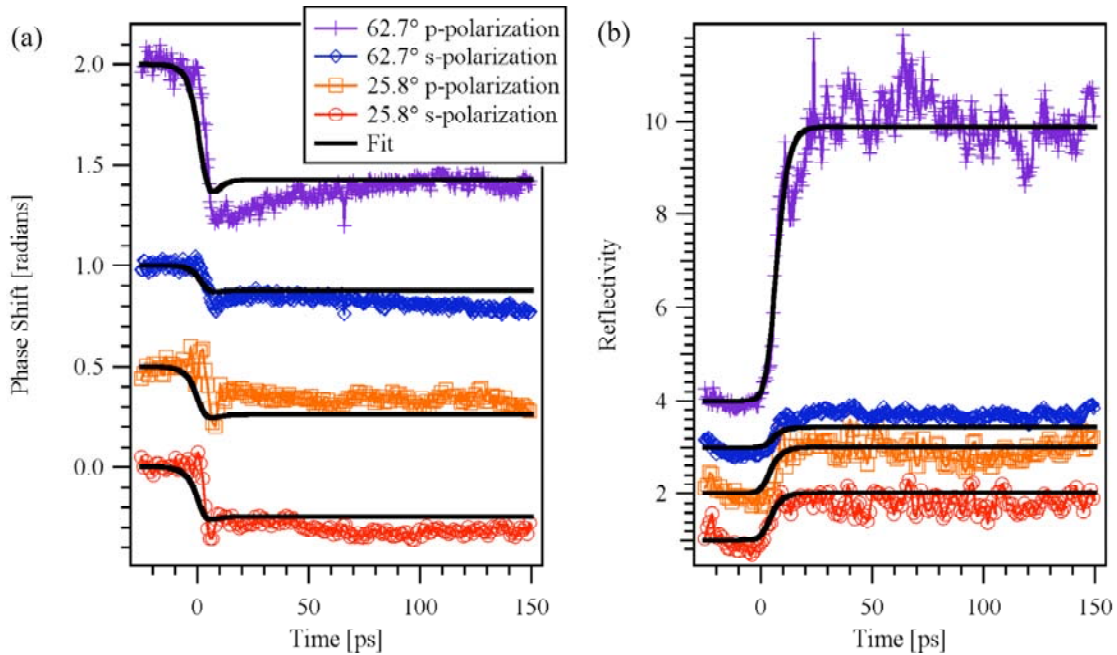 (a)
62.7° p-polarization
62.7° s-polarization
25.8° p-polarization
25.8° s-polarization
Fit
2.0
1.5
1.0
0.5
0.0
Phase Shift [radians]
0
50
100
150
Time [ps]
(b)
10
8
6
4
2
Reflectivity
0
50
100
150
Time [ps]